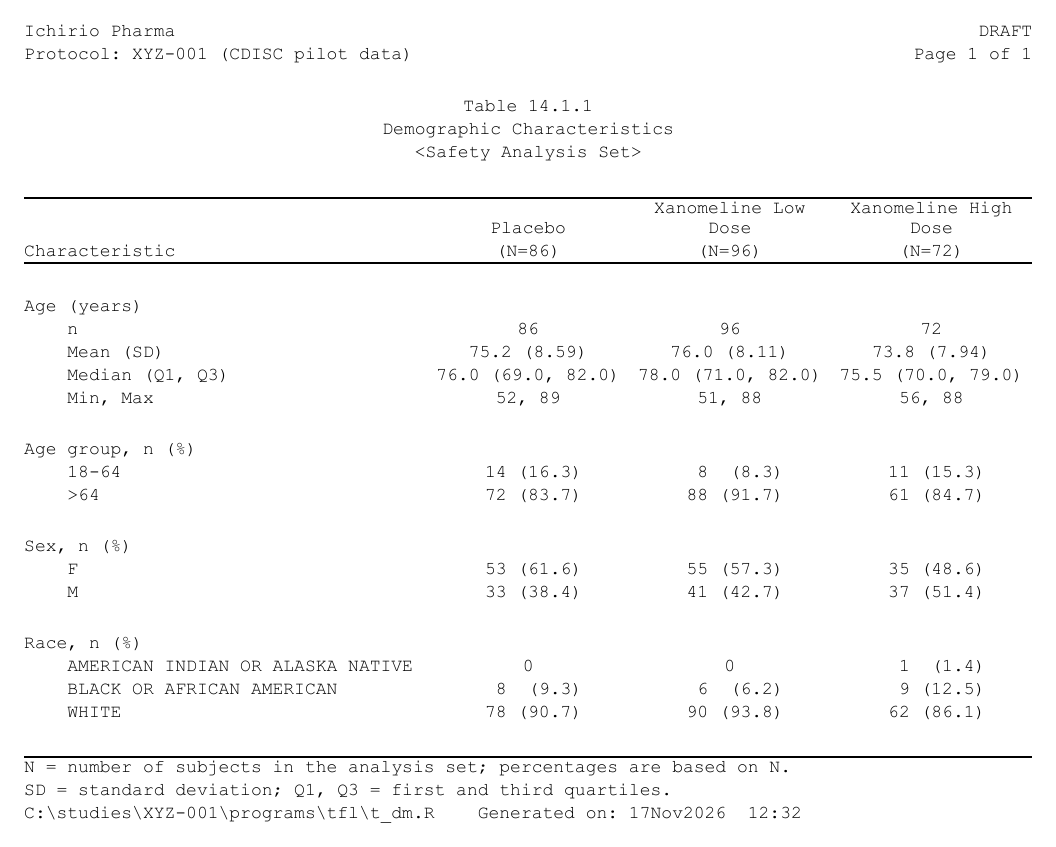 Ichirio Pharma DRAFT
Protocol: XYZ-001 (CDISC pilot data) Page 1 of 1
Table 14.1.1
Demographic Characteristics
<Safety Analysis Set>
Xanomeline Low Xanomeline High
Placebo Dose Dose
Characteristic (N=86) (N=96) (N=72)
Age (years)
n 86 96 72
Mean (SD) 75.2 (8.59) 76.0 (8.11) 73.8 (7.94)
Median (Q1, Q3) 76.0 (69.0, 82.0) 78.0 (71.0, 82.0) 75.5 (70.0, 79.0)
Min, Max 52, 89 51, 88 56, 88
Age group, n (%)
18-64 14 (16.3) 8 (8.3) 11 (15.3)
>64 72 (83.7) 88 (91.7) 61 (84.7)
Sex, n (%)
F 53 (61.6) 55 (57.3) 35 (48.6)
M 33 (38.4) 41 (42.7) 37 (51.4)
Race, n (%)
AMERICAN INDIAN OR ALASKA NATIVE 0 0 1 (1.4)
BLACK OR AFRICAN AMERICAN 8 (9.3) 6 (6.2) 9 (12.5)
WHITE 78 (90.7) 90 (93.8) 62 (86.1)
N = number of subjects in the analysis set; percentages are based on N.
SD = standard deviation; Q1, Q3 = first and third quartiles.
C:\studies\XYZ-001\programs\tfl\t_dm.R Generated on: 17Nov2026 12:32